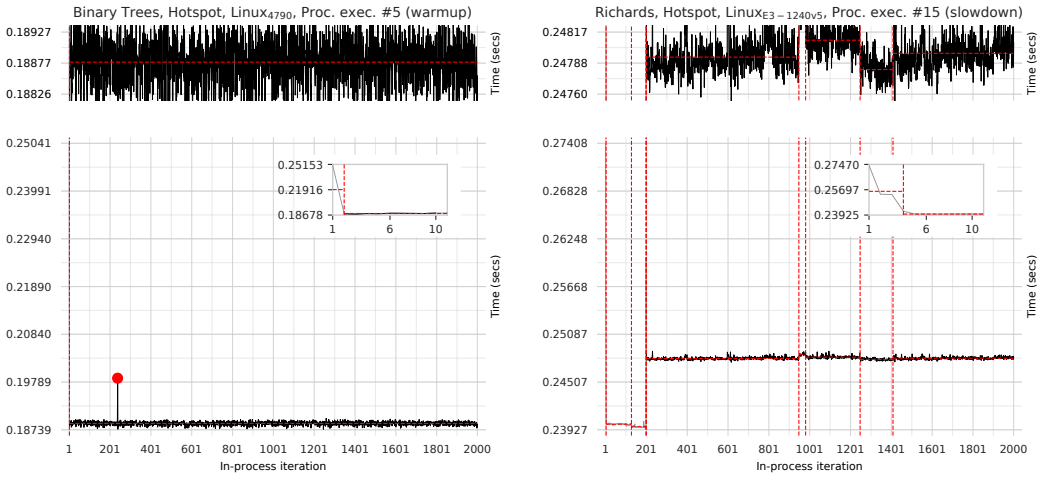 Binary Trees, Hotspot, Linux4790, Proc. exec. #5 (warmup)
0.18927
0.18877
0.18826
Time (secs)
0.25041
0.23991
0.22940
0.21890
0.20840
0.19789
0.18739
Time (secs)
0.25153
0.21916
0.18678
1 6 10
1 201 401 601 801 1001 1201 1401 1601 1801 2000
In-process iteration
Richards, Hotspot, LinuxE3−1240v5, Proc. exec. #15 (slowdown)
0.24817
0.24788
0.24760
Time (secs)
0.27408
0.26828
0.26248
0.25668
0.25087
0.24507
0.23927
Time (secs)
0.27470
0.25697
0.23925
1 6 10
1 201 401 601 801 1001 1201 1401 1601 1801 2000
In-process iteration